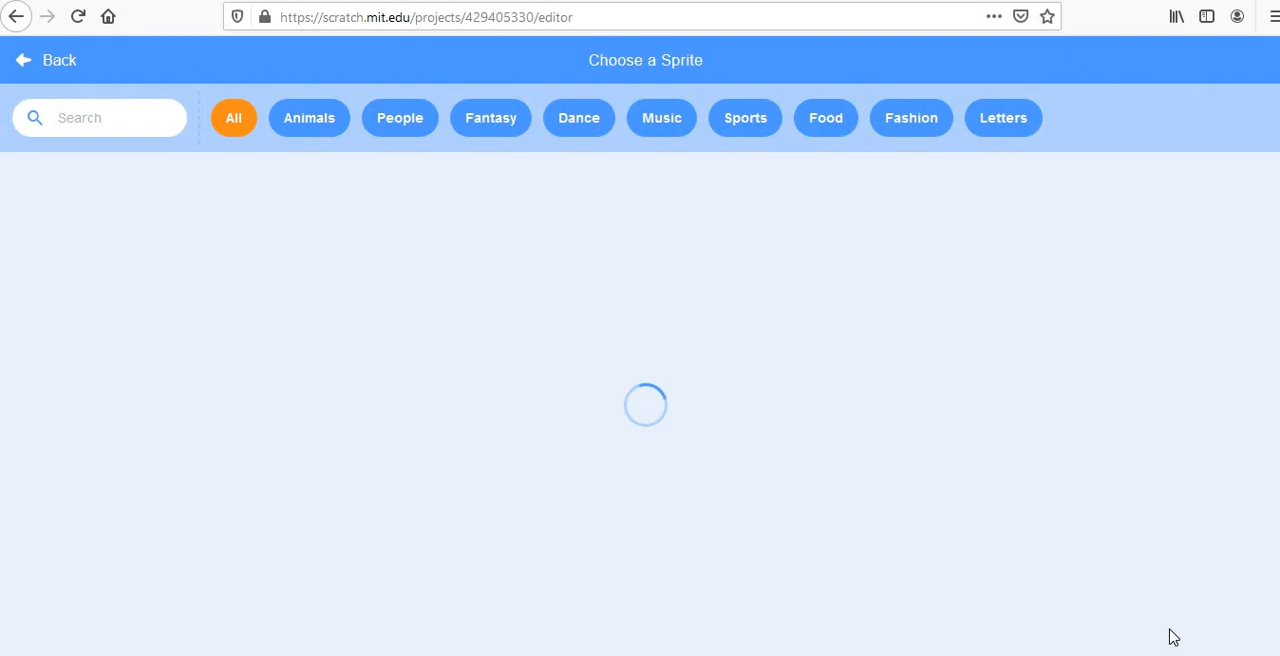 https://scratch.mit.edu/projects/429405330/editor
Back
Choose a Sprite
Search
All
Animals
People
Fantasy
Dance
Music
Sports
Food
Fashion
Letters